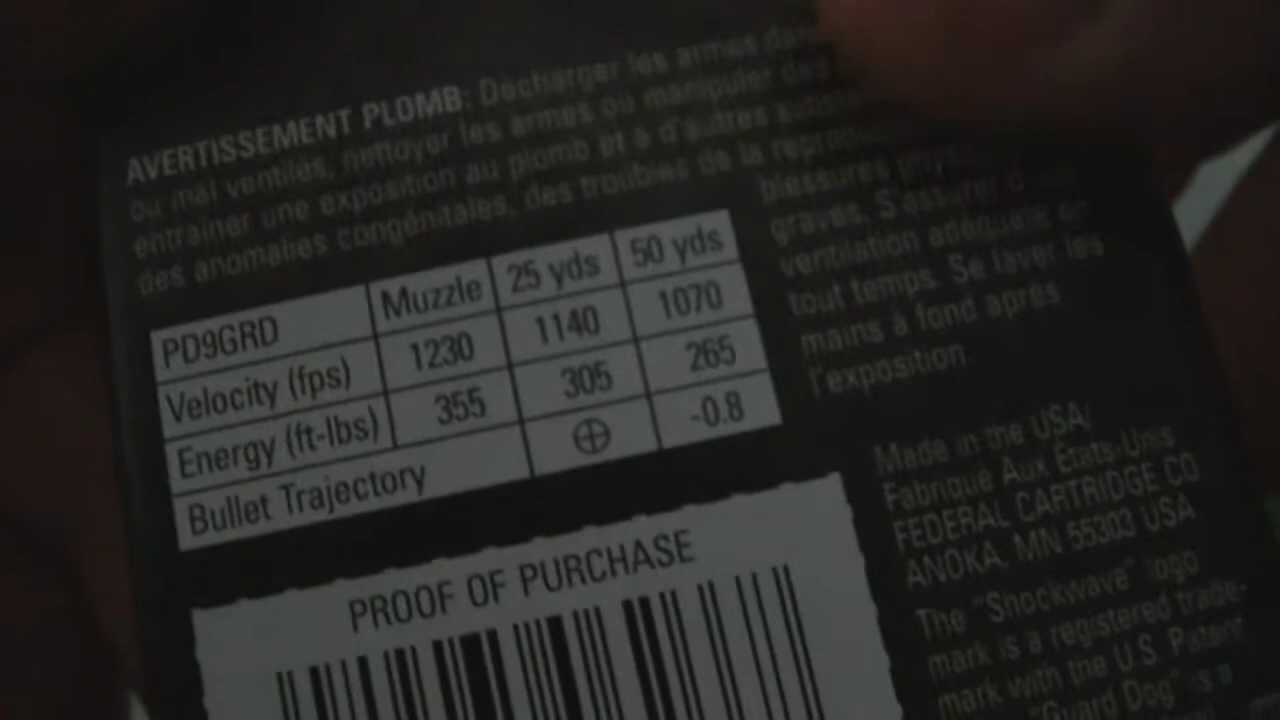 AVERTISSEMENT PLOMB: Décharger les armes dan
ou mal ventilés, nettoyer les armes ou manipuler des
entraîner une exposition au plomb et à d'autres substa
des anomalies congénitales, des troubles de la reprodu
blessures
graves. S'assurer
ventilation adéquate en
tout temps. Se laver les
mains à fond après
l'exposition.
PD9GRD Muzzle 25 yds 50 yds
Velocity (fps) 1230 1140 1070
Energy (ft-lbs) 355 305 265
Bullet Trajectory ⊕ -0.8
PROOF OF PURCHASE
Made in the USA/
Fabriqué Aux États-Unis
FEDERAL CARTRIDGE CO
ANOKA, MN 55303 USA
The "Shockwave" logo
mark is a registered trade-
mark with the U.S. Patent
"Guard Dog" is a